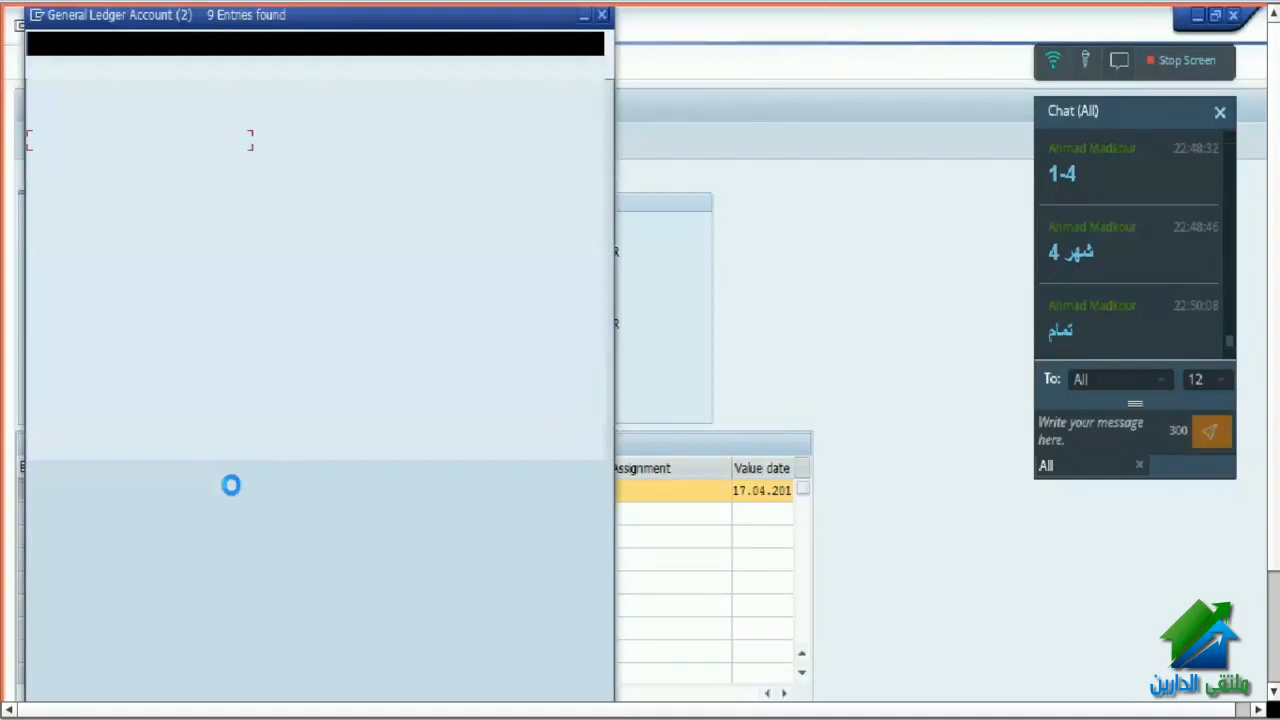 General Ledger Account (2) 9 Entries found
Stop Screen
Chat (All)
Ahmad Madkour 22:48:32
1-4
Ahmad Madkour 22:48:46
شهر 4
Ahmad Madkour 22:50:08
تمام
To: All 12
Write your message here.
300
All
R
R
Assignment Value date
17.04.201
ملتقى الدارين